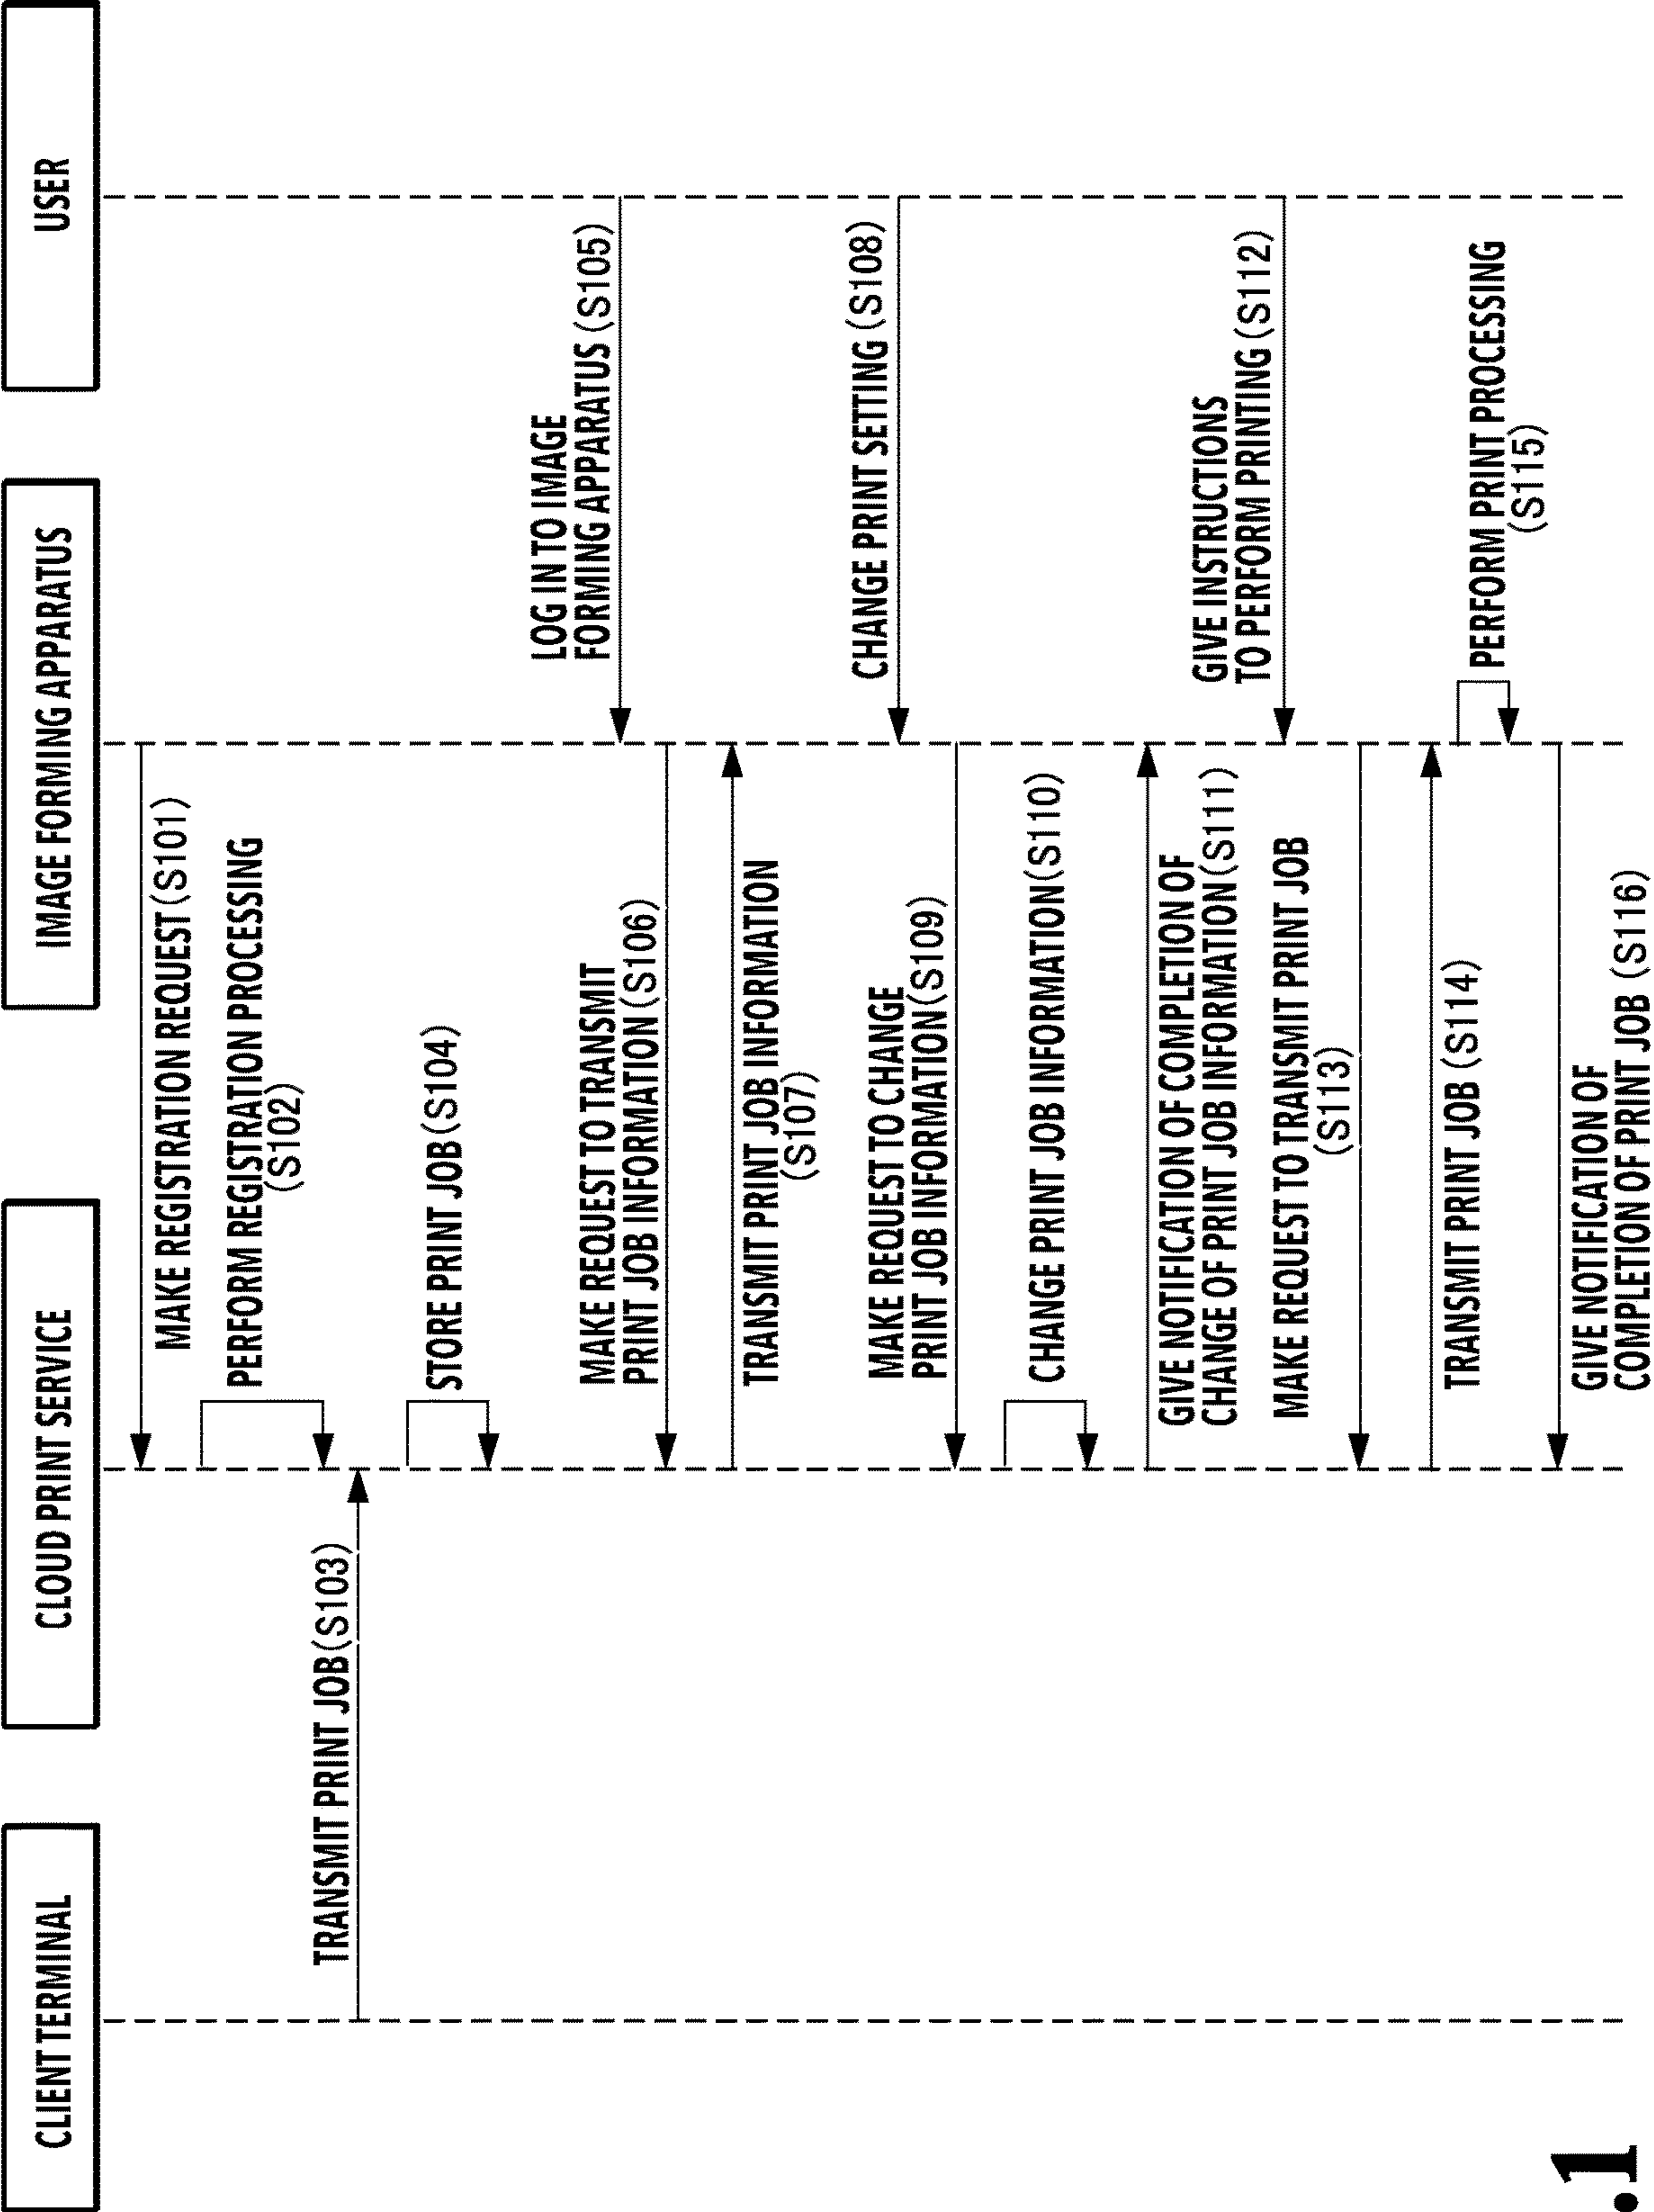 CLIENT TERMINAL
CLOUD PRINT SERVICE
IMAGE FORMING APPARATUS
USER
MAKE REGISTRATION REQUEST(S101)
PERFORM REGISTRATION PROCESSING
(S102)
TRANSMIT PRINT JOB(S103)
STORE PRINT JOB(S104)
LOG IN TO IMAGE
FORMING APPARATUS(S105)
MAKE REQUEST TO TRANSMIT
PRINT JOB INFORMATION(S106)
TRANSMIT PRINT JOB INFORMATION
(S107)
CHANGE PRINT SETTING(S108)
MAKE REQUEST TO CHANGE
PRINT JOB INFORMATION(S109)
CHANGE PRINT JOB INFORMATION(S110)
GIVE NOTIFICATION OF COMPLETION OF
CHANGE OF PRINT JOB INFORMATION(S111)
GIVE INSTRUCTIONS
TO PERFORM PRINTING(S112)
MAKE REQUEST TO TRANSMIT PRINT JOB
(S113)
TRANSMIT PRINT JOB (S114)
PERFORM PRINT PROCESSING
(S115)
GIVE NOTIFICATION OF
COMPLETION OF PRINT JOB (S116)
.1